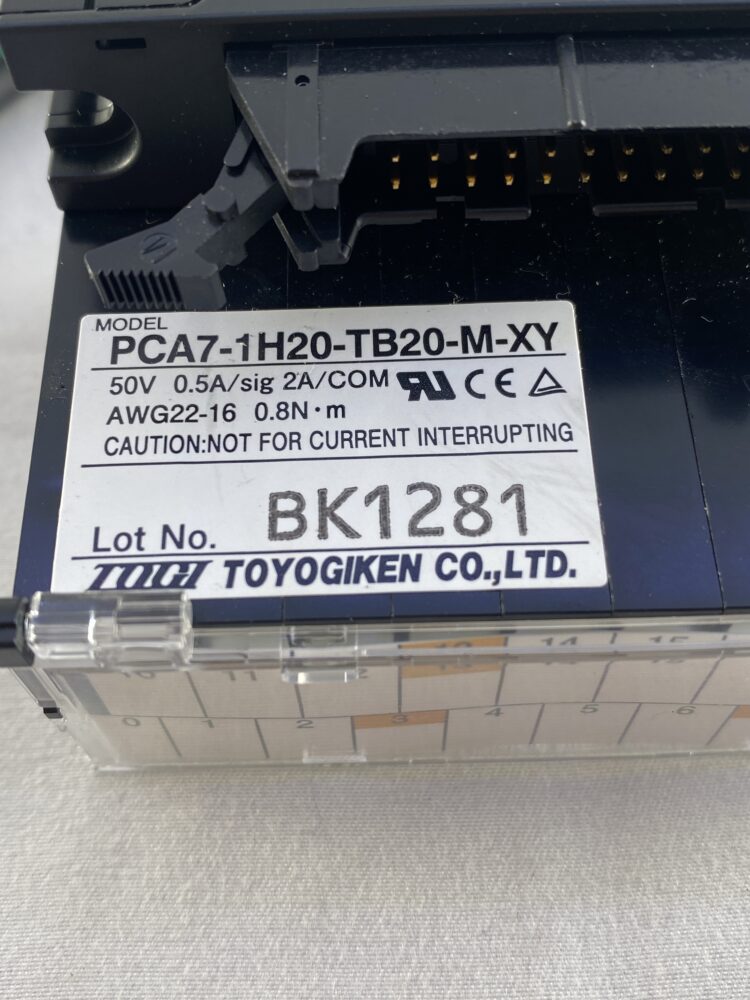 MODEL
PCA7-1H20-TB20-M-XY
50V 0.5A/sig 2A/COM RU CE
AWG22-16 0.8N·m
CAUTION:NOT FOR CURRENT INTERRUPTING
Lot No. BK1281
TOGI TOYOGIKEN CO.,LTD.
10 11 13 14 15
0 1 2 3 4 5 6